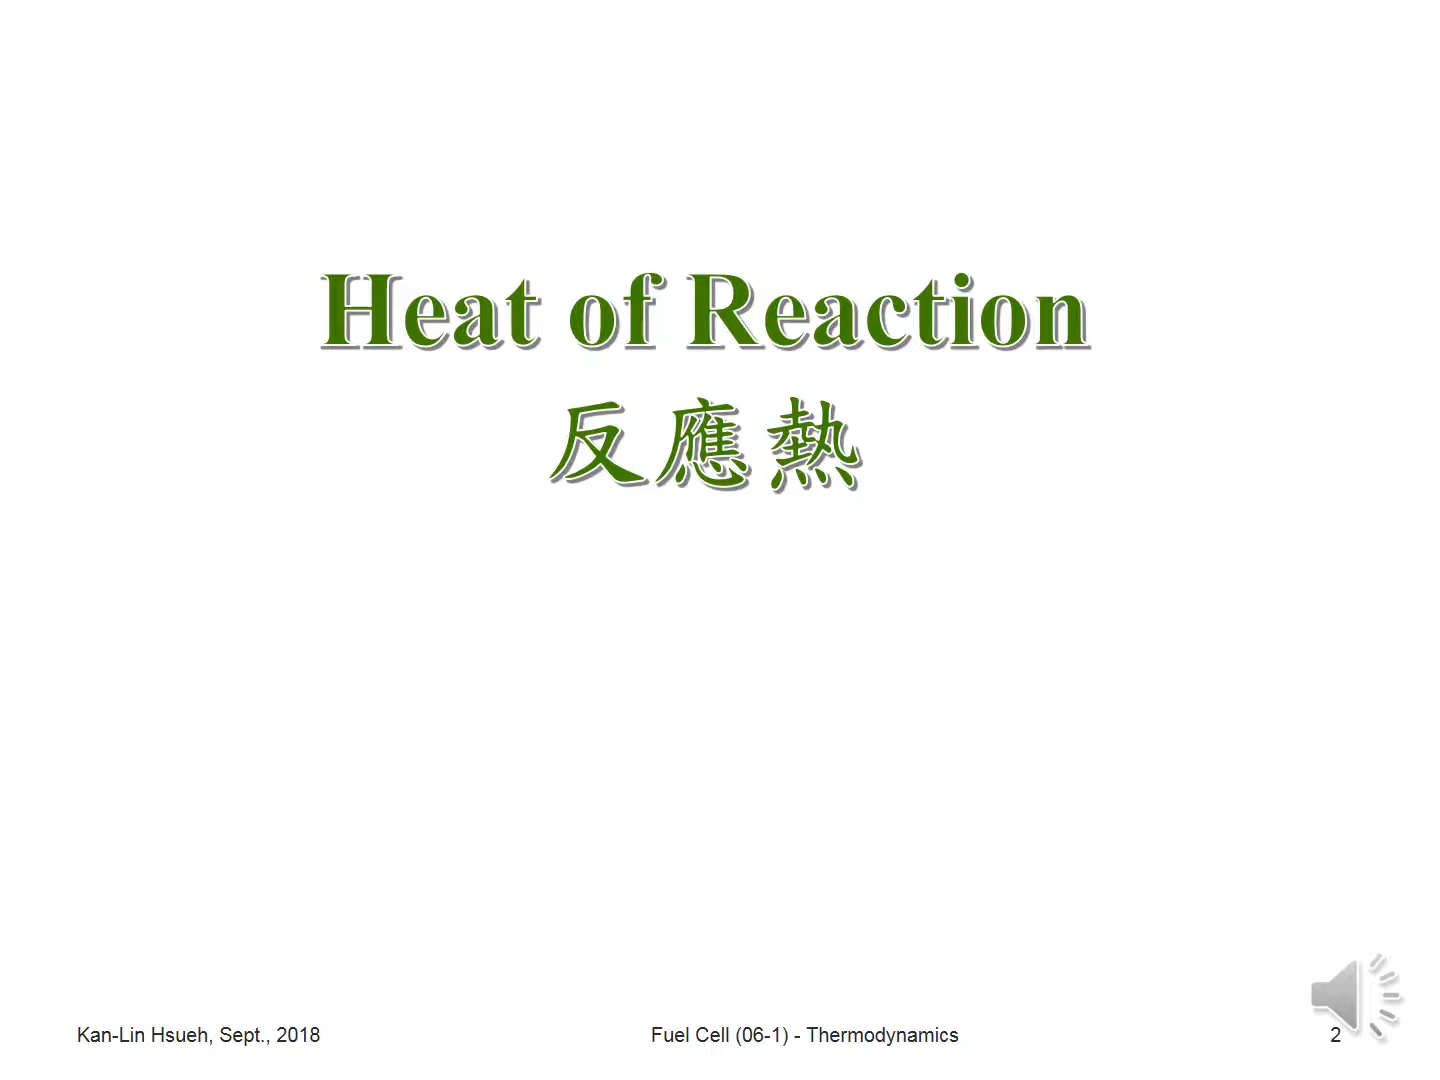 Heat of Reaction
反應熱
Kan-Lin Hsueh, Sept., 2018
Fuel Cell (06-1) - Thermodynamics
2